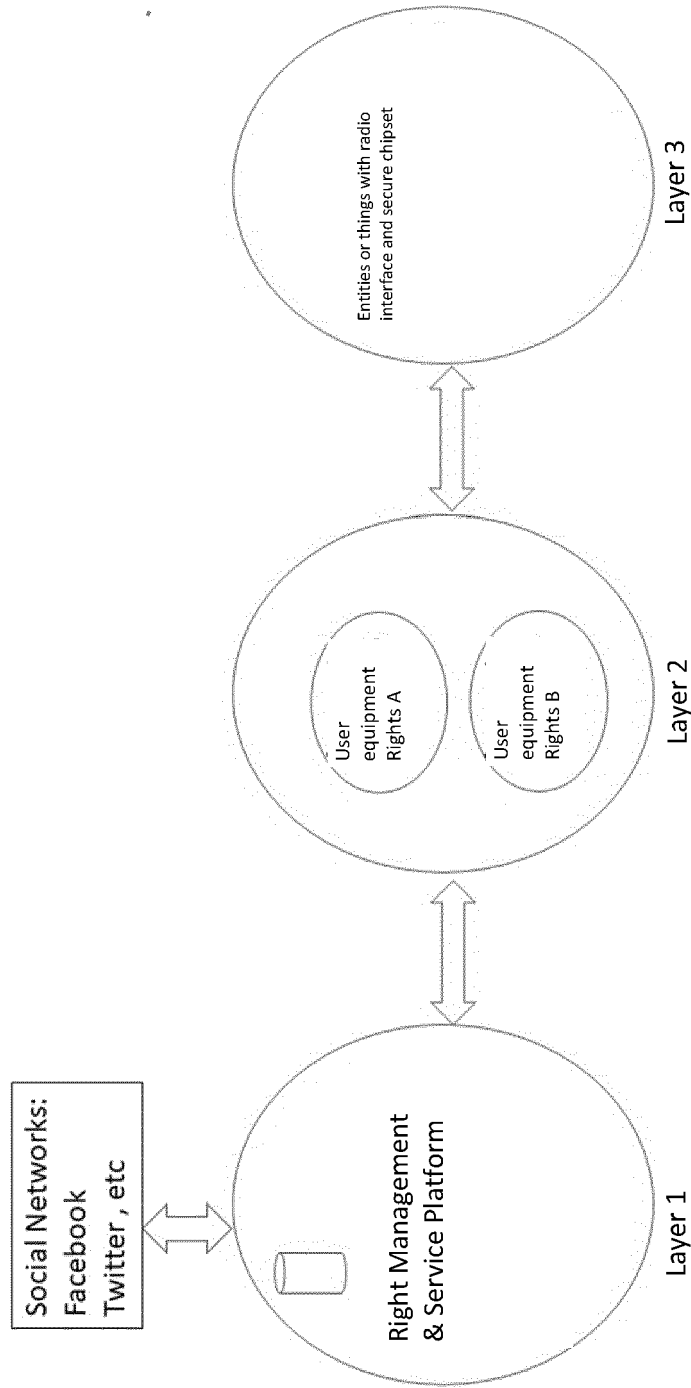 Social Networks:
Facebook
Twitter , etc
Right Management
& Service Platform
Layer 1
User
equipment
Rights A
User
equipment
Rights B
Layer 2
Entities or things with radio
interface and secure chipset
Layer 3